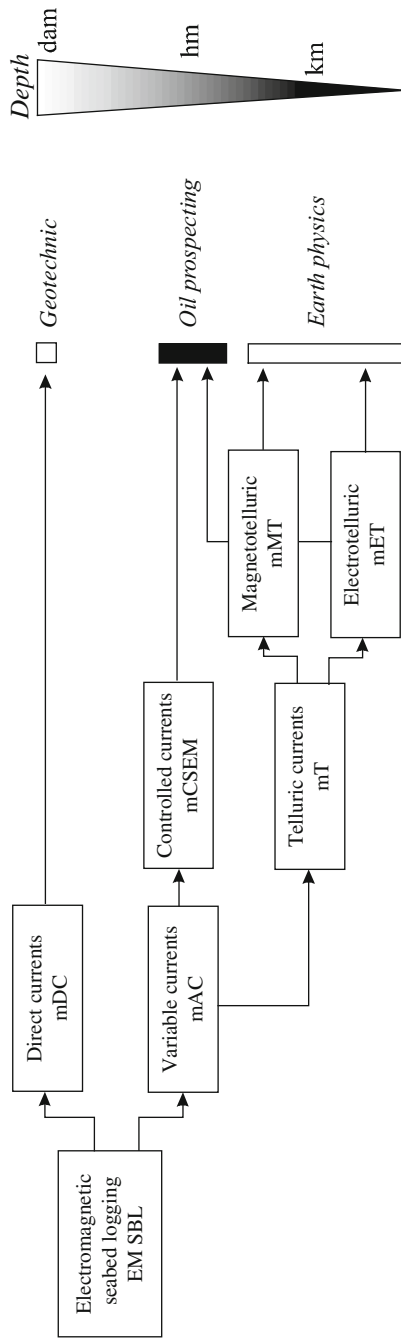 Electromagnetic
seabed logging
EM SBL
Direct currents
mDC
Variable currents
mAC
Controlled currents
mCSEM
Telluric currents
mT
Magnetotelluric
mMT
Electrotelluric
mET
Geotechnic
Oil prospecting
Earth physics
Depth
dam
hm
km